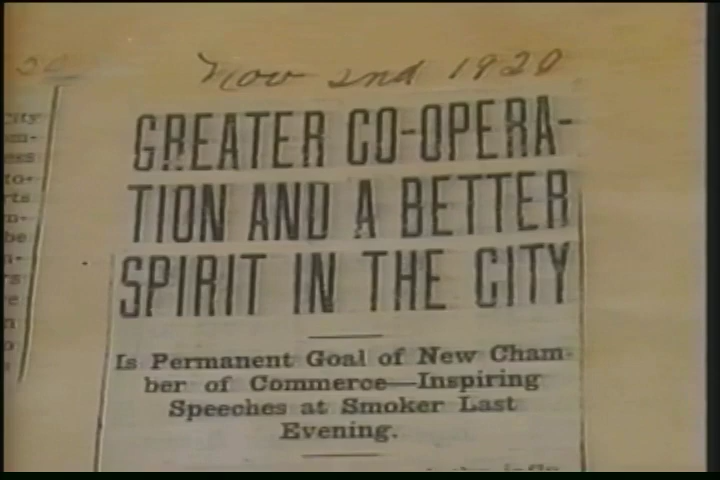 Nov 2nd 1920
GREATER CO-OPERA-
TION AND A BETTER
SPIRIT IN THE CITY
Is Permanent Goal of New Cham-
ber of Commerce—Inspiring
Speeches at Smoker Last
Evening.